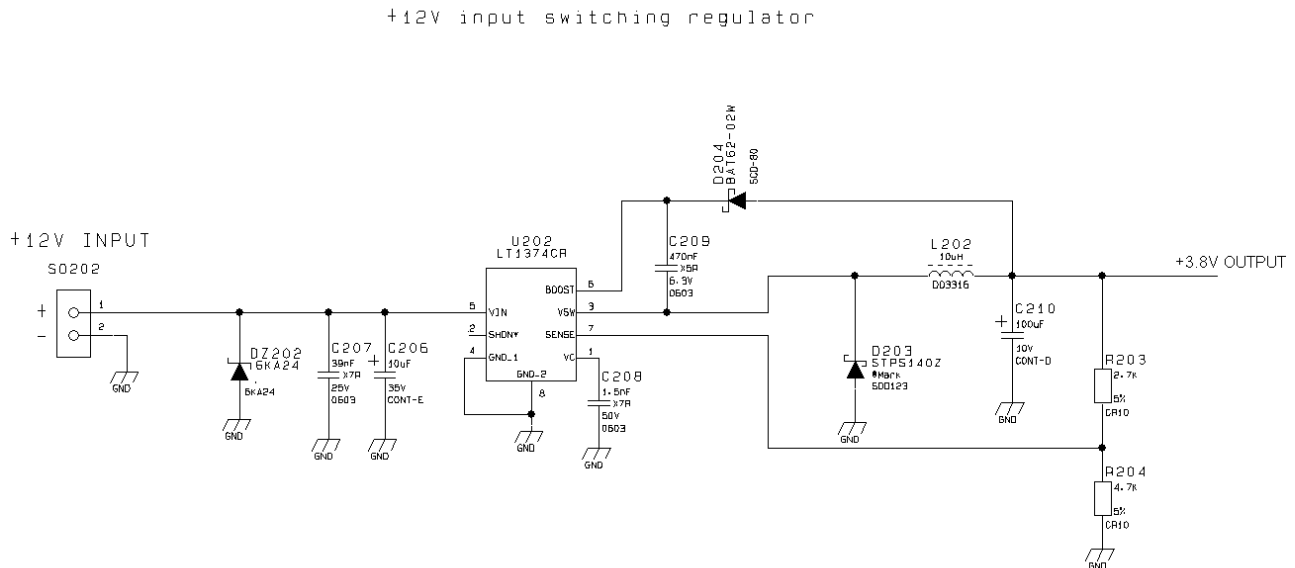 +12V input switching regulator
D204
BAT62-02W
SCD-80
+12V INPUT
SO202
+
-
1
2
GND
DZ202
6KA24
6KA24
GND
C207
39nF
X7R
25V
0603
GND
C206
+
10uF
35V
CONT-E
GND
U202
LT1374CR
BOOST
6
5
VIN
VSW
3
2
SHDN*
SENSE
7
4
GND_1
VC
1
GND_2
8
GND
C208
1.5nF
X7R
50V
0603
GND
C209
470nF
X5R
6.3V
0603
D203
STPS140Z
@Mark
SOD123
GND
L202
10uH
DO3316
+3.8V OUTPUT
C210
+
100uF
10V
CONT-D
GND
R203
2.7K
5%
CR10
R204
4.7K
5%
CR10
GND